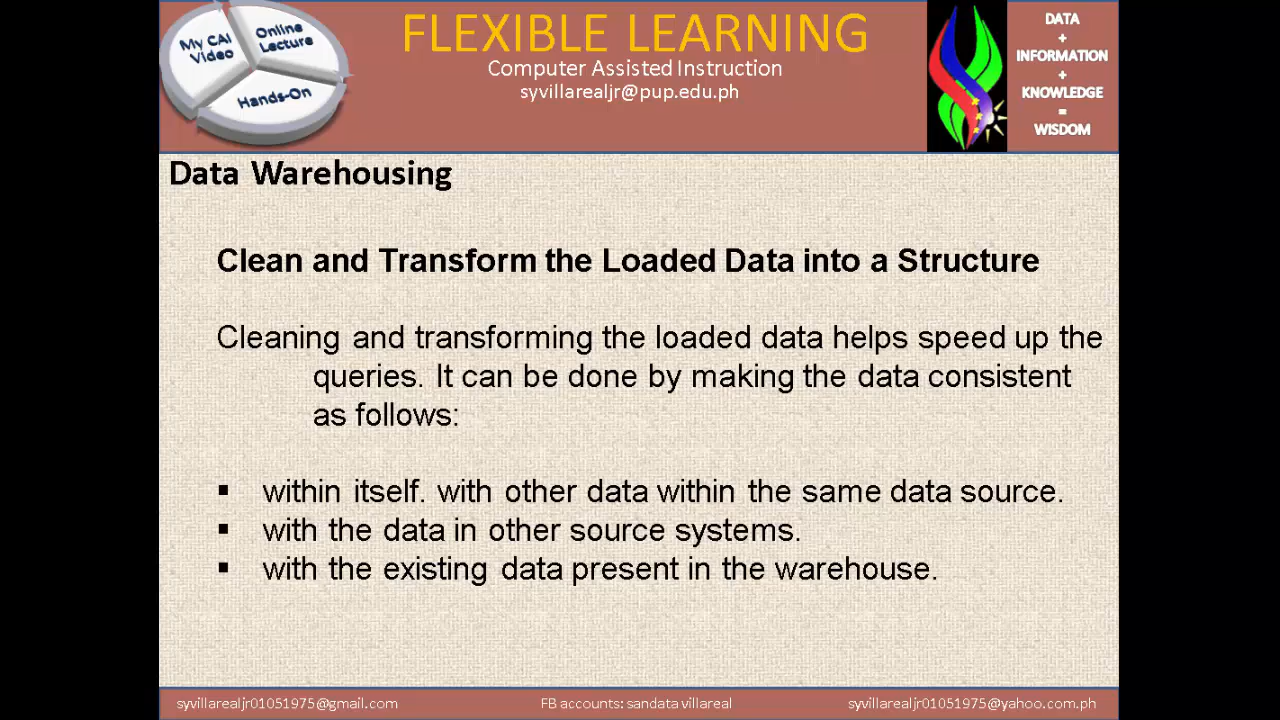 My CAI
Video
Online
Lecture
Hands-On
FLEXIBLE LEARNING
Computer Assisted Instruction
syvillarealjr@pup.edu.ph
DATA
+
INFORMATION
+
KNOWLEDGE
=
WISDOM
Data Warehousing
Clean and Transform the Loaded Data into a Structure
Cleaning and transforming the loaded data helps speed up the
queries. It can be done by making the data consistent
as follows:
▪ within itself. with other data within the same data source.
▪ with the data in other source systems.
▪ with the existing data present in the warehouse.
syvillarealjr01051975@gmail.com
FB accounts: sandata villareal
syvillarealjr01051975@yahoo.com.ph